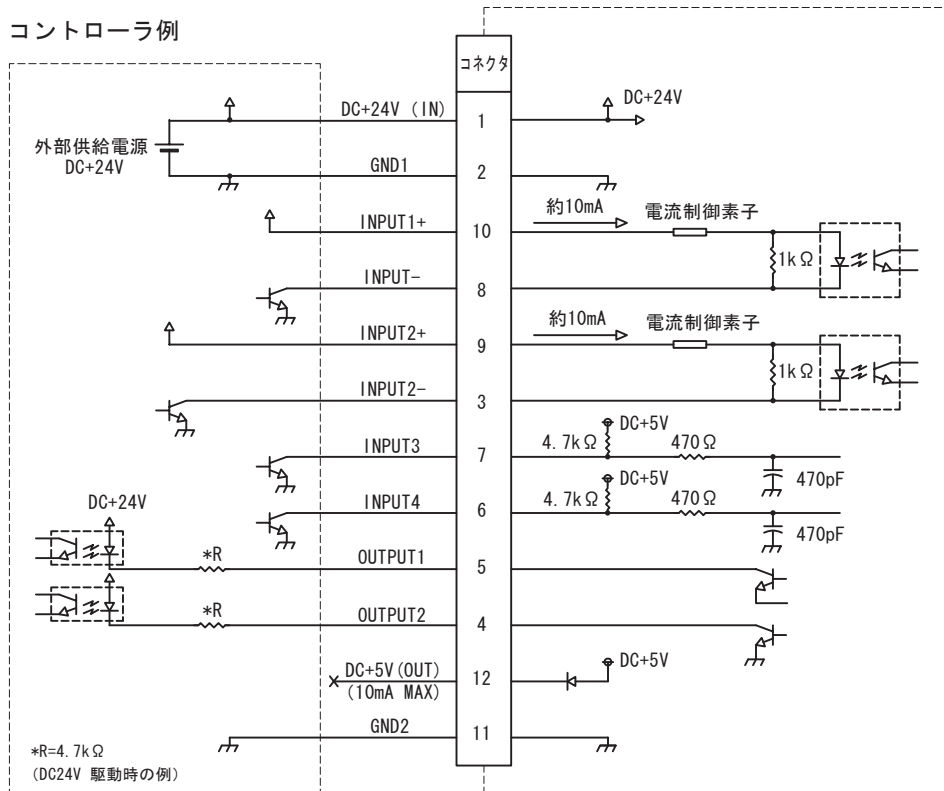 コントローラ例
コネクタ
DC+24V (IN)
1
DC+24V
外部供給電源
DC+24V
GND1
2
INPUT1+
10
約10mA
電流制御素子
1kΩ
INPUT-
8
INPUT2+
9
約10mA
電流制御素子
1kΩ
INPUT2-
3
DC+5V
INPUT3
7
4.7kΩ
470Ω
470pF
DC+5V
INPUT4
6
4.7kΩ
470Ω
470pF
DC+24V
*R
OUTPUT1
5
*R
OUTPUT2
4
DC+5V(OUT)
(10mA MAX)
12
DC+5V
GND2
11
*R=4.7kΩ
(DC24V 駆動時の例)